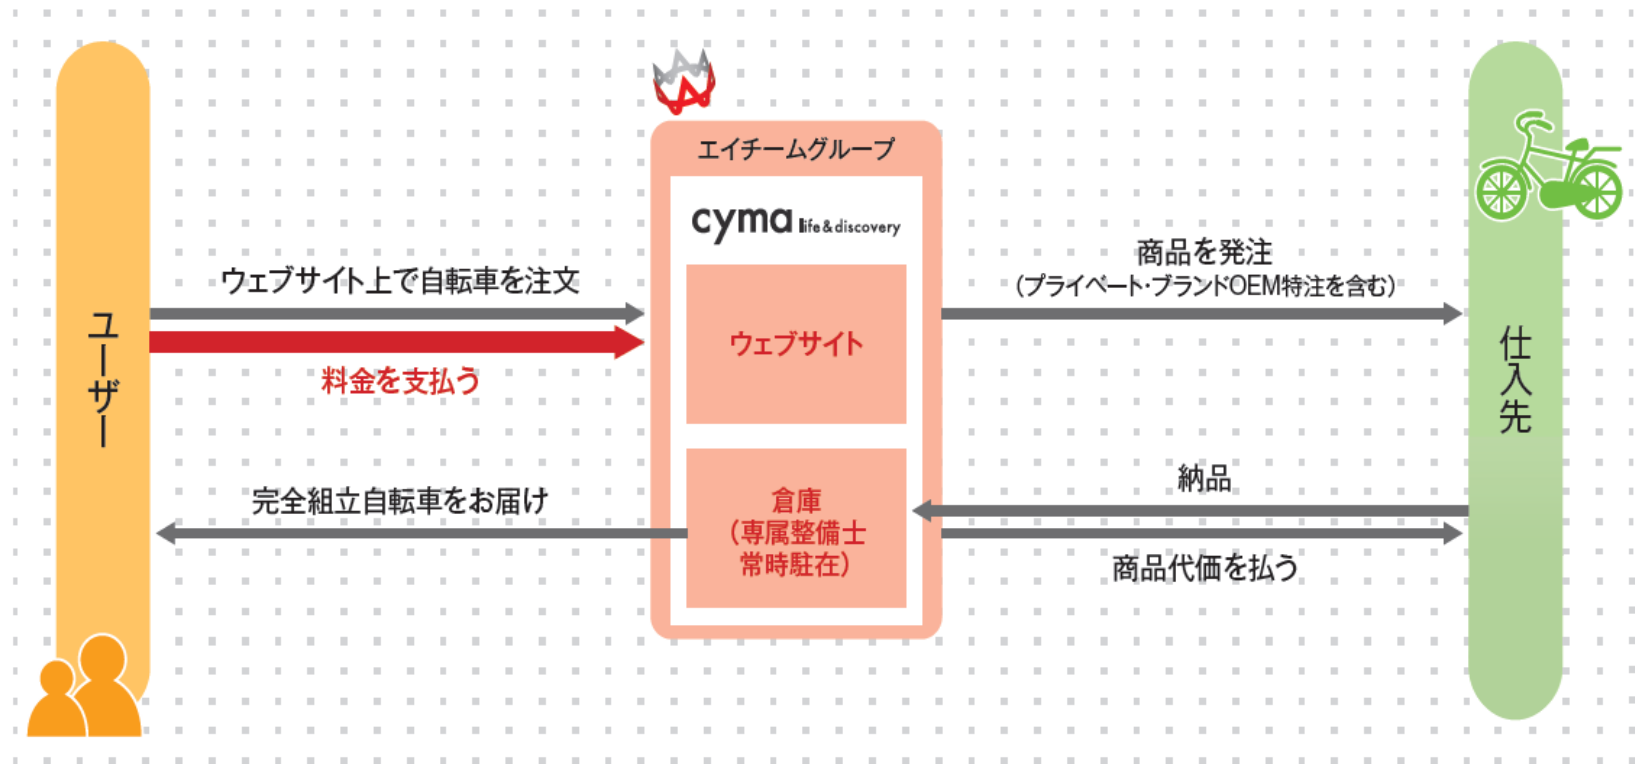 エイチームグループ
cyma life&discovery
ユーザー
ウェブサイト上で自転車を注文
料金を支払う
完全組立自転車をお届け
ウェブサイト
倉庫
（専属整備士
常時駐在）
商品を発注
（プライベート・ブランドOEM特注を含む）
納品
商品代価を払う
仕入先